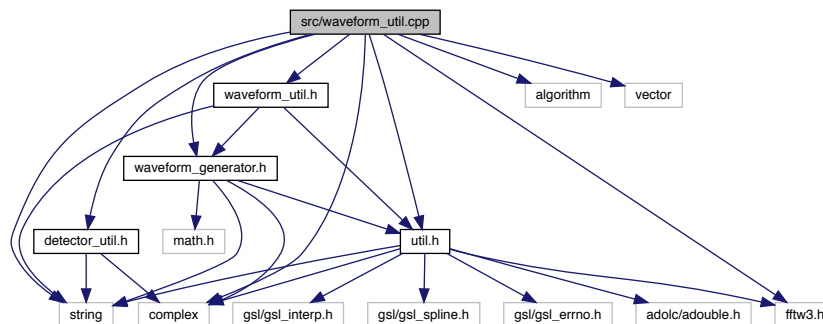 src/waveform_util.cpp
waveform_util.h
algorithm
vector
waveform_generator.h
detector_util.h
math.h
util.h
string
complex
gsl/gsl_interp.h
gsl/gsl_spline.h
gsl/gsl_errno.h
adolc/adouble.h
fftw3.h